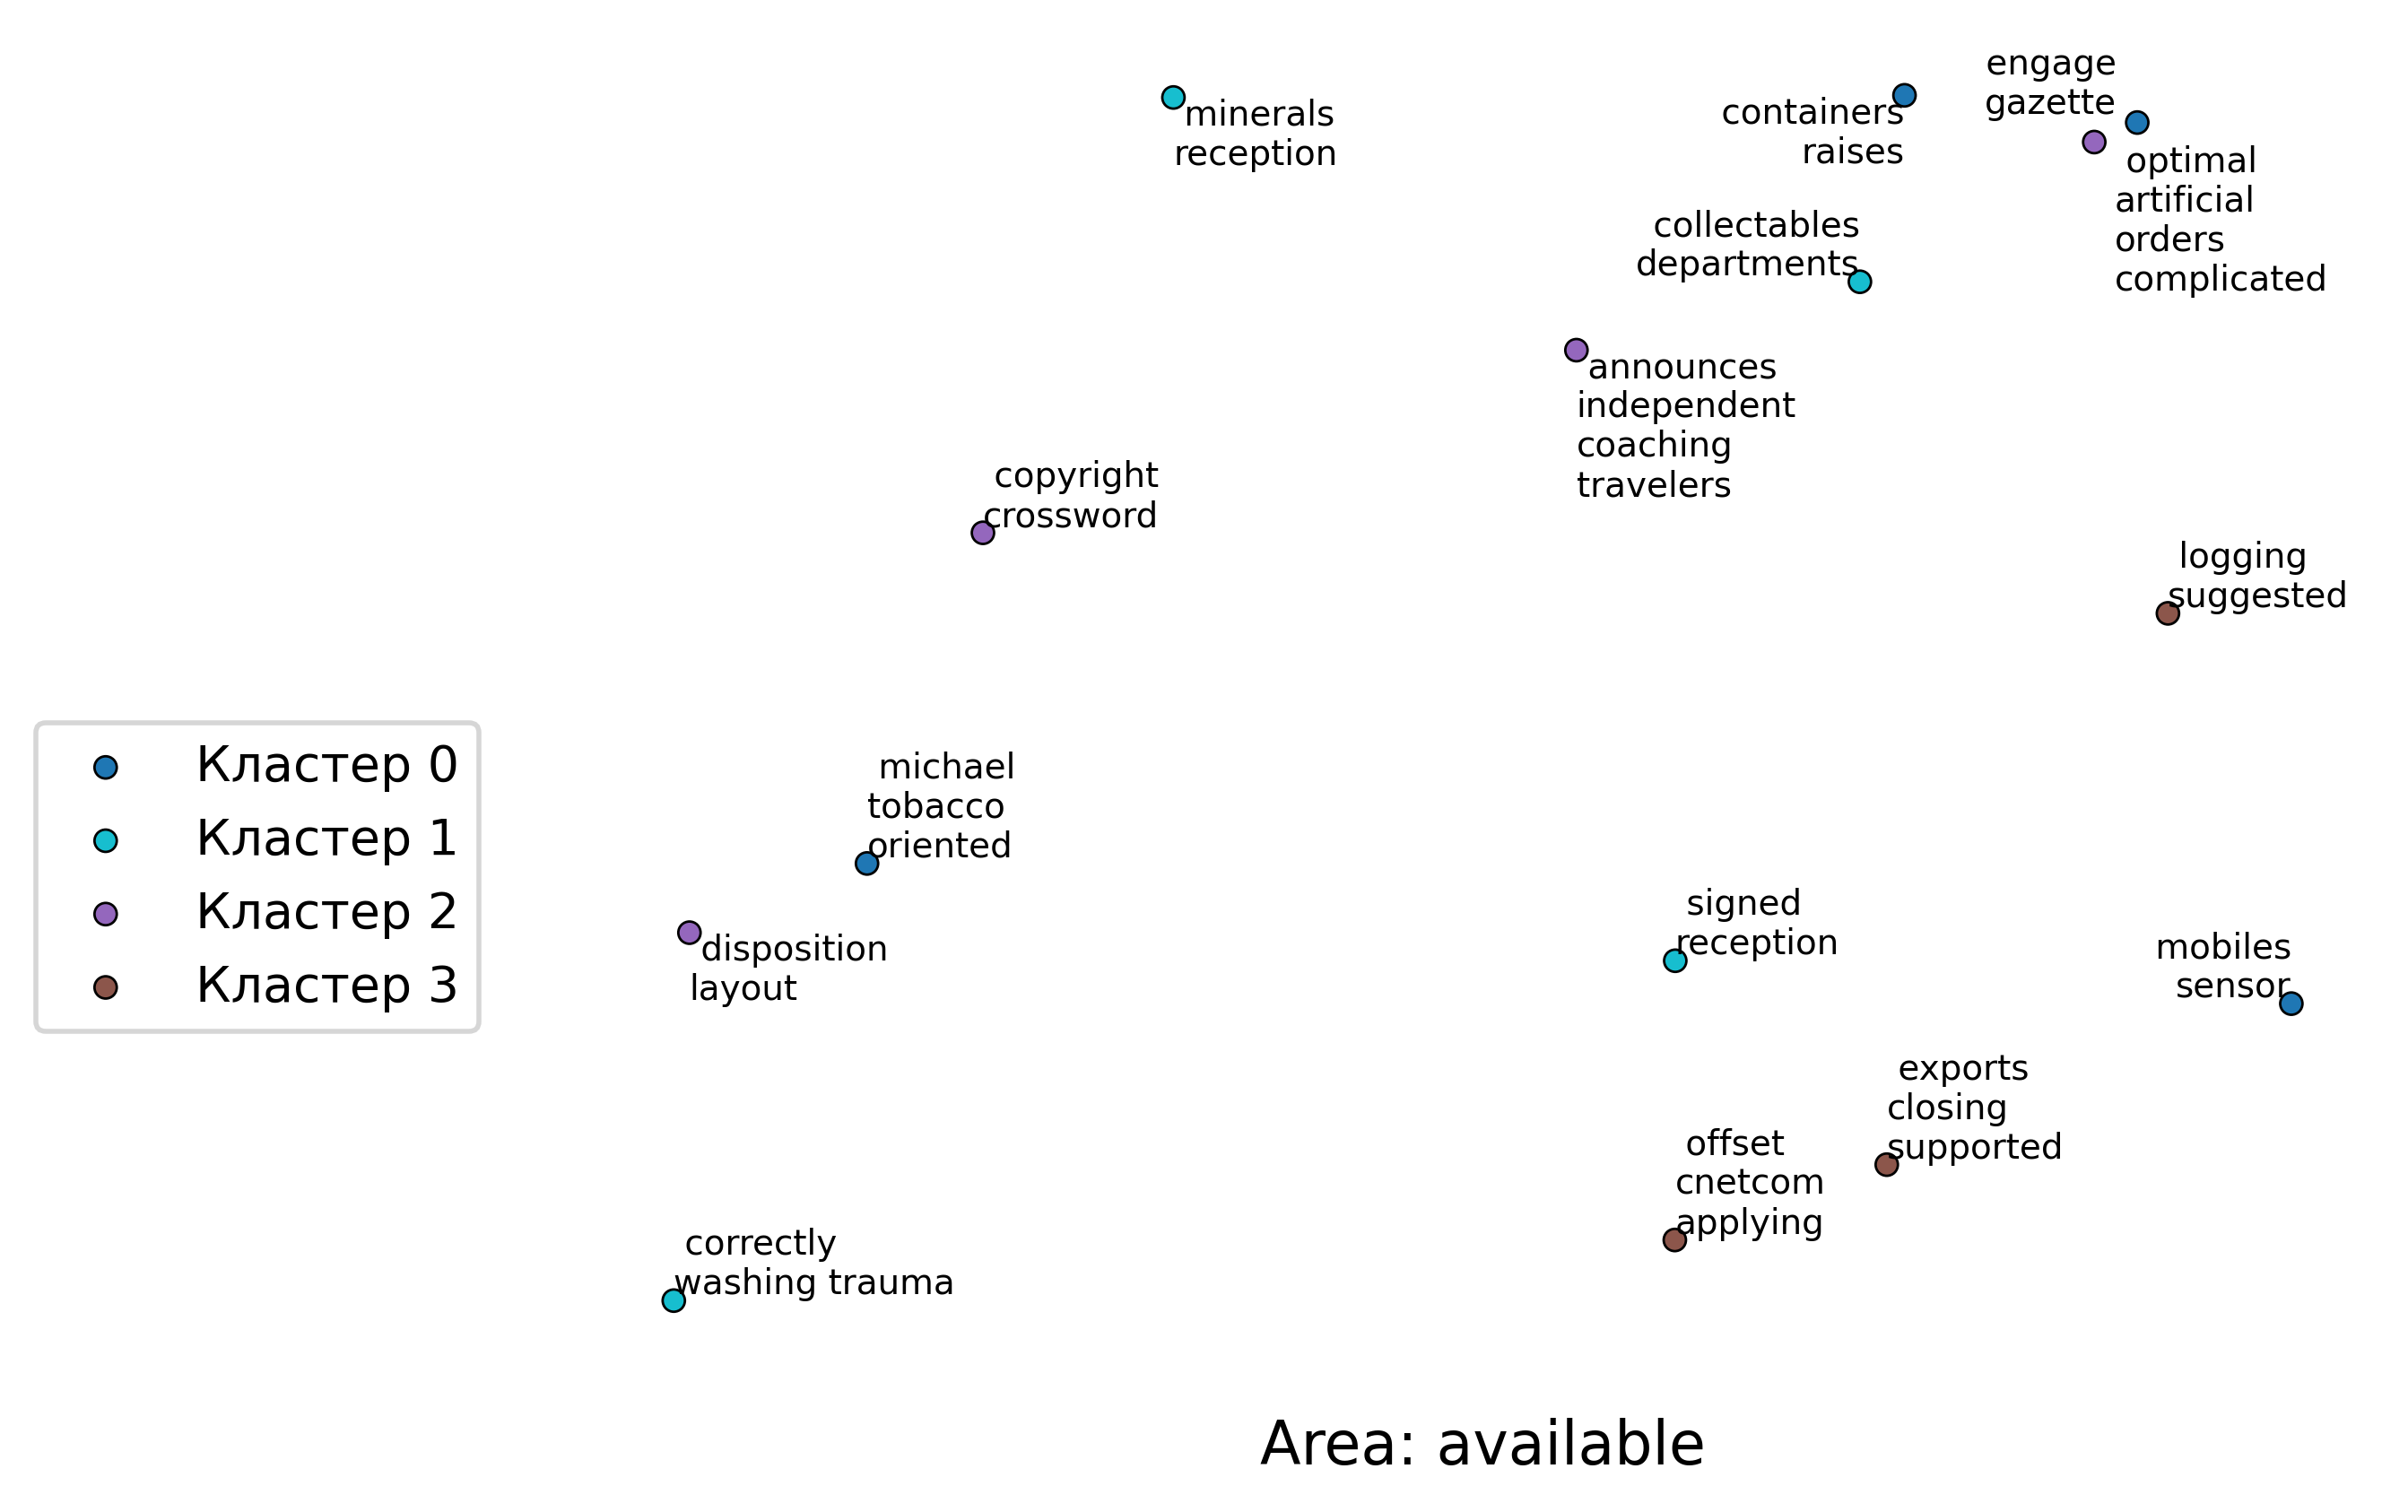 engage
gazette
minerals
reception
containers
raises
optimal
artificial
orders
complicated
collectables
departments
announces
independent
coaching
travelers
copyright
crossword
logging
suggested
Кластер 0
Кластер 1
Кластер 2
Кластер 3
michael
tobacco
oriented
disposition
layout
signed
reception
mobiles
sensor
exports
closing
supported
offset
cnetcom
applying
correctly
washing trauma
Area: available